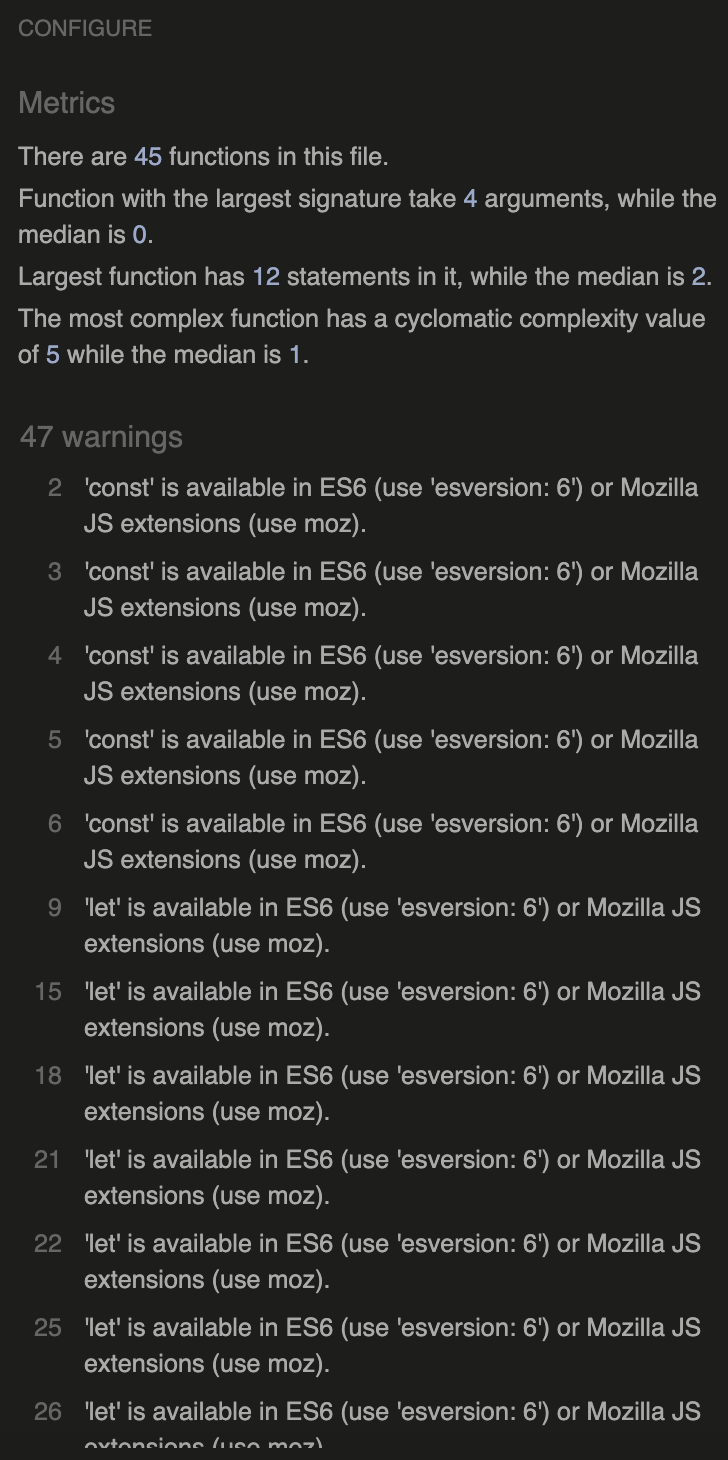 CONFIGURE
Metrics
There are 45 functions in this file.
Function with the largest signature take 4 arguments, while the
median is 0.
Largest function has 12 statements in it, while the median is 2.
The most complex function has a cyclomatic complexity value
of 5 while the median is 1.
47 warnings
2 'const' is available in ES6 (use 'esversion: 6') or Mozilla
JS extensions (use moz).
3 'const' is available in ES6 (use 'esversion: 6') or Mozilla
JS extensions (use moz).
4 'const' is available in ES6 (use 'esversion: 6') or Mozilla
JS extensions (use moz).
5 'const' is available in ES6 (use 'esversion: 6') or Mozilla
JS extensions (use moz).
6 'const' is available in ES6 (use 'esversion: 6') or Mozilla
JS extensions (use moz).
9 'let' is available in ES6 (use 'esversion: 6') or Mozilla JS
extensions (use moz).
15 'let' is available in ES6 (use 'esversion: 6') or Mozilla JS
extensions (use moz).
18 'let' is available in ES6 (use 'esversion: 6') or Mozilla JS
extensions (use moz).
21 'let' is available in ES6 (use 'esversion: 6') or Mozilla JS
extensions (use moz).
22 'let' is available in ES6 (use 'esversion: 6') or Mozilla JS
extensions (use moz).
25 'let' is available in ES6 (use 'esversion: 6') or Mozilla JS
extensions (use moz).
26 'let' is available in ES6 (use 'esversion: 6') or Mozilla JS
extensions (use moz).